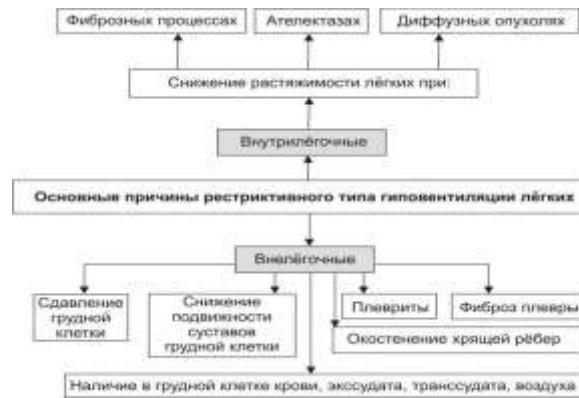 Фиброзных процессах
Ателектазах
Диффузных опухолях
Снижение растяжимости лёгких при:
Внутрилёгочные
Основные причины рестриктивного типа гиповентиляции лёгких
Внелёгочные
Сдавление
грудной
клетки
Снижение
подвижности
суставов
грудной клетки
Плевриты
Фиброз плевры
Окостенение хрящей рёбер
Наличие в грудной клетке крови, экссудата, транссудата, воздуха